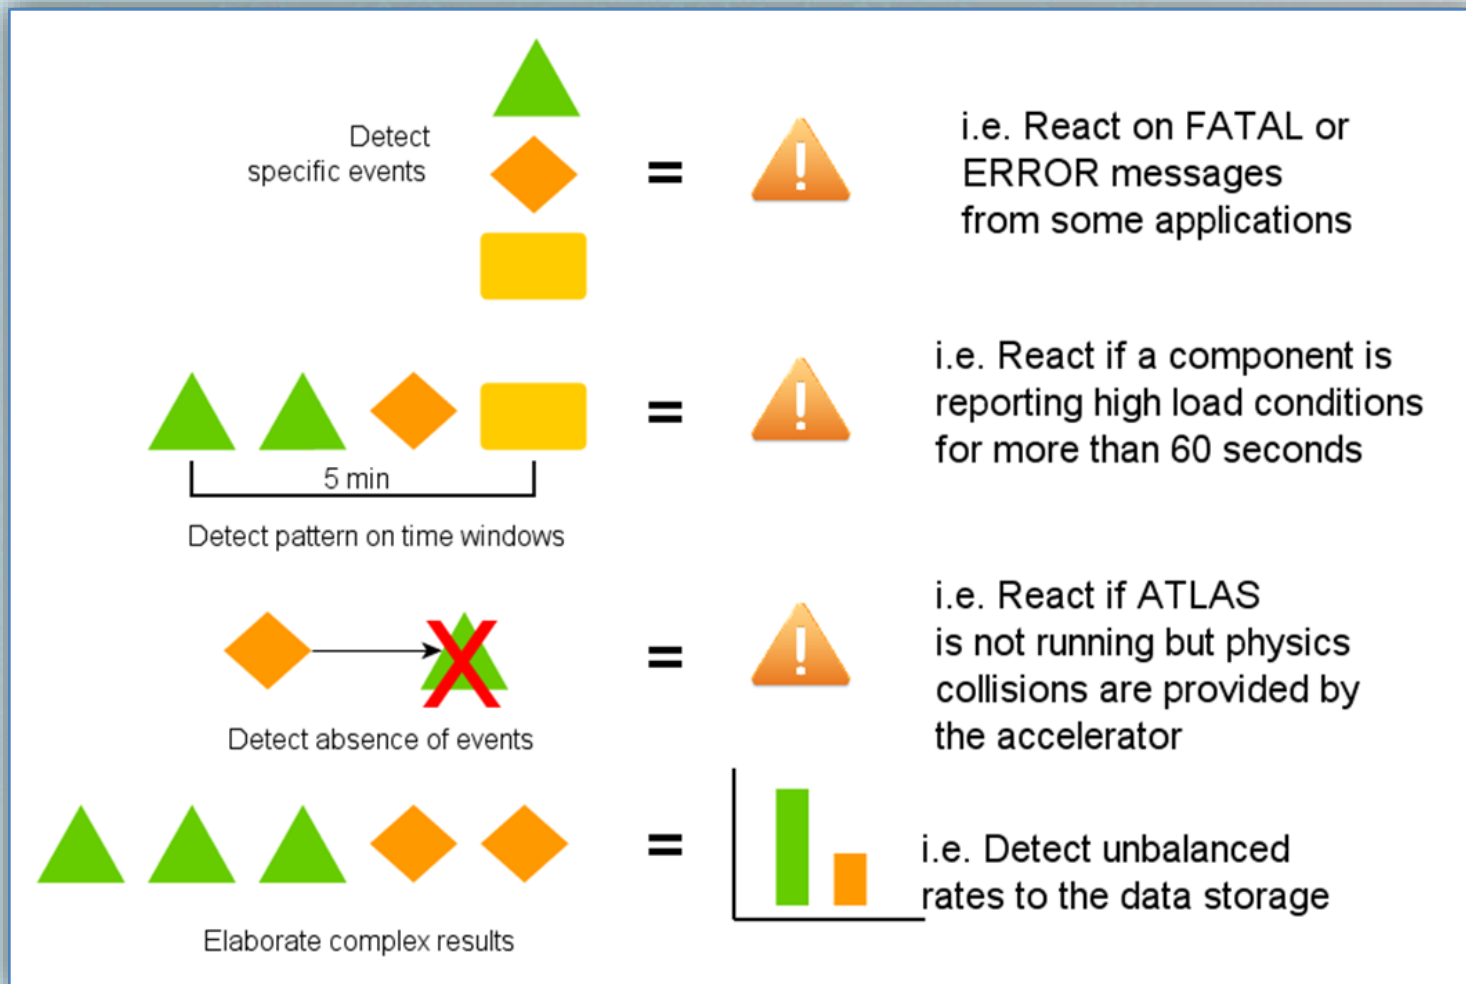 Detect
specific events
=
!
i.e. React on FATAL or
ERROR messages
from some applications
5 min
Detect pattern on time windows
=
!
i.e. React if a component is
reporting high load conditions
for more than 60 seconds
Detect absence of events
=
!
i.e. React if ATLAS
is not running but physics
collisions are provided by
the accelerator
Elaborate complex results
=
i.e. Detect unbalanced
rates to the data storage